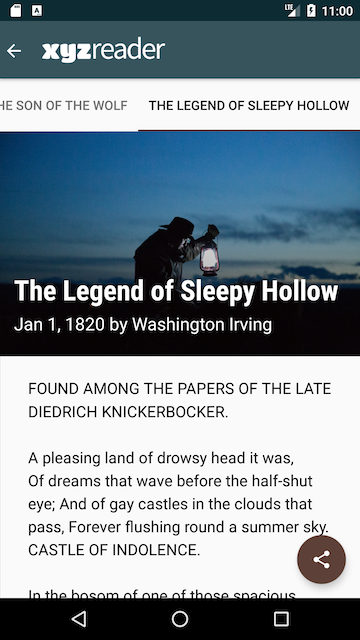 LTE 11:00
A
xyzreader
HE SON OF THE WOLF THE LEGEND OF SLEEPY HOLLOW
The Legend of Sleepy Hollow
Jan 1, 1820 by Washington Irving
FOUND AMONG THE PAPERS OF THE LATE
DIEDRICH KNICKERBOCKER.
A pleasing land of drowsy head it was,
Of dreams that wave before the half-shut
eye; And of gay castles in the clouds that
pass, Forever flushing round a summer sky.
CASTLE OF INDOLENCE.
In the bosom of one of those spacious